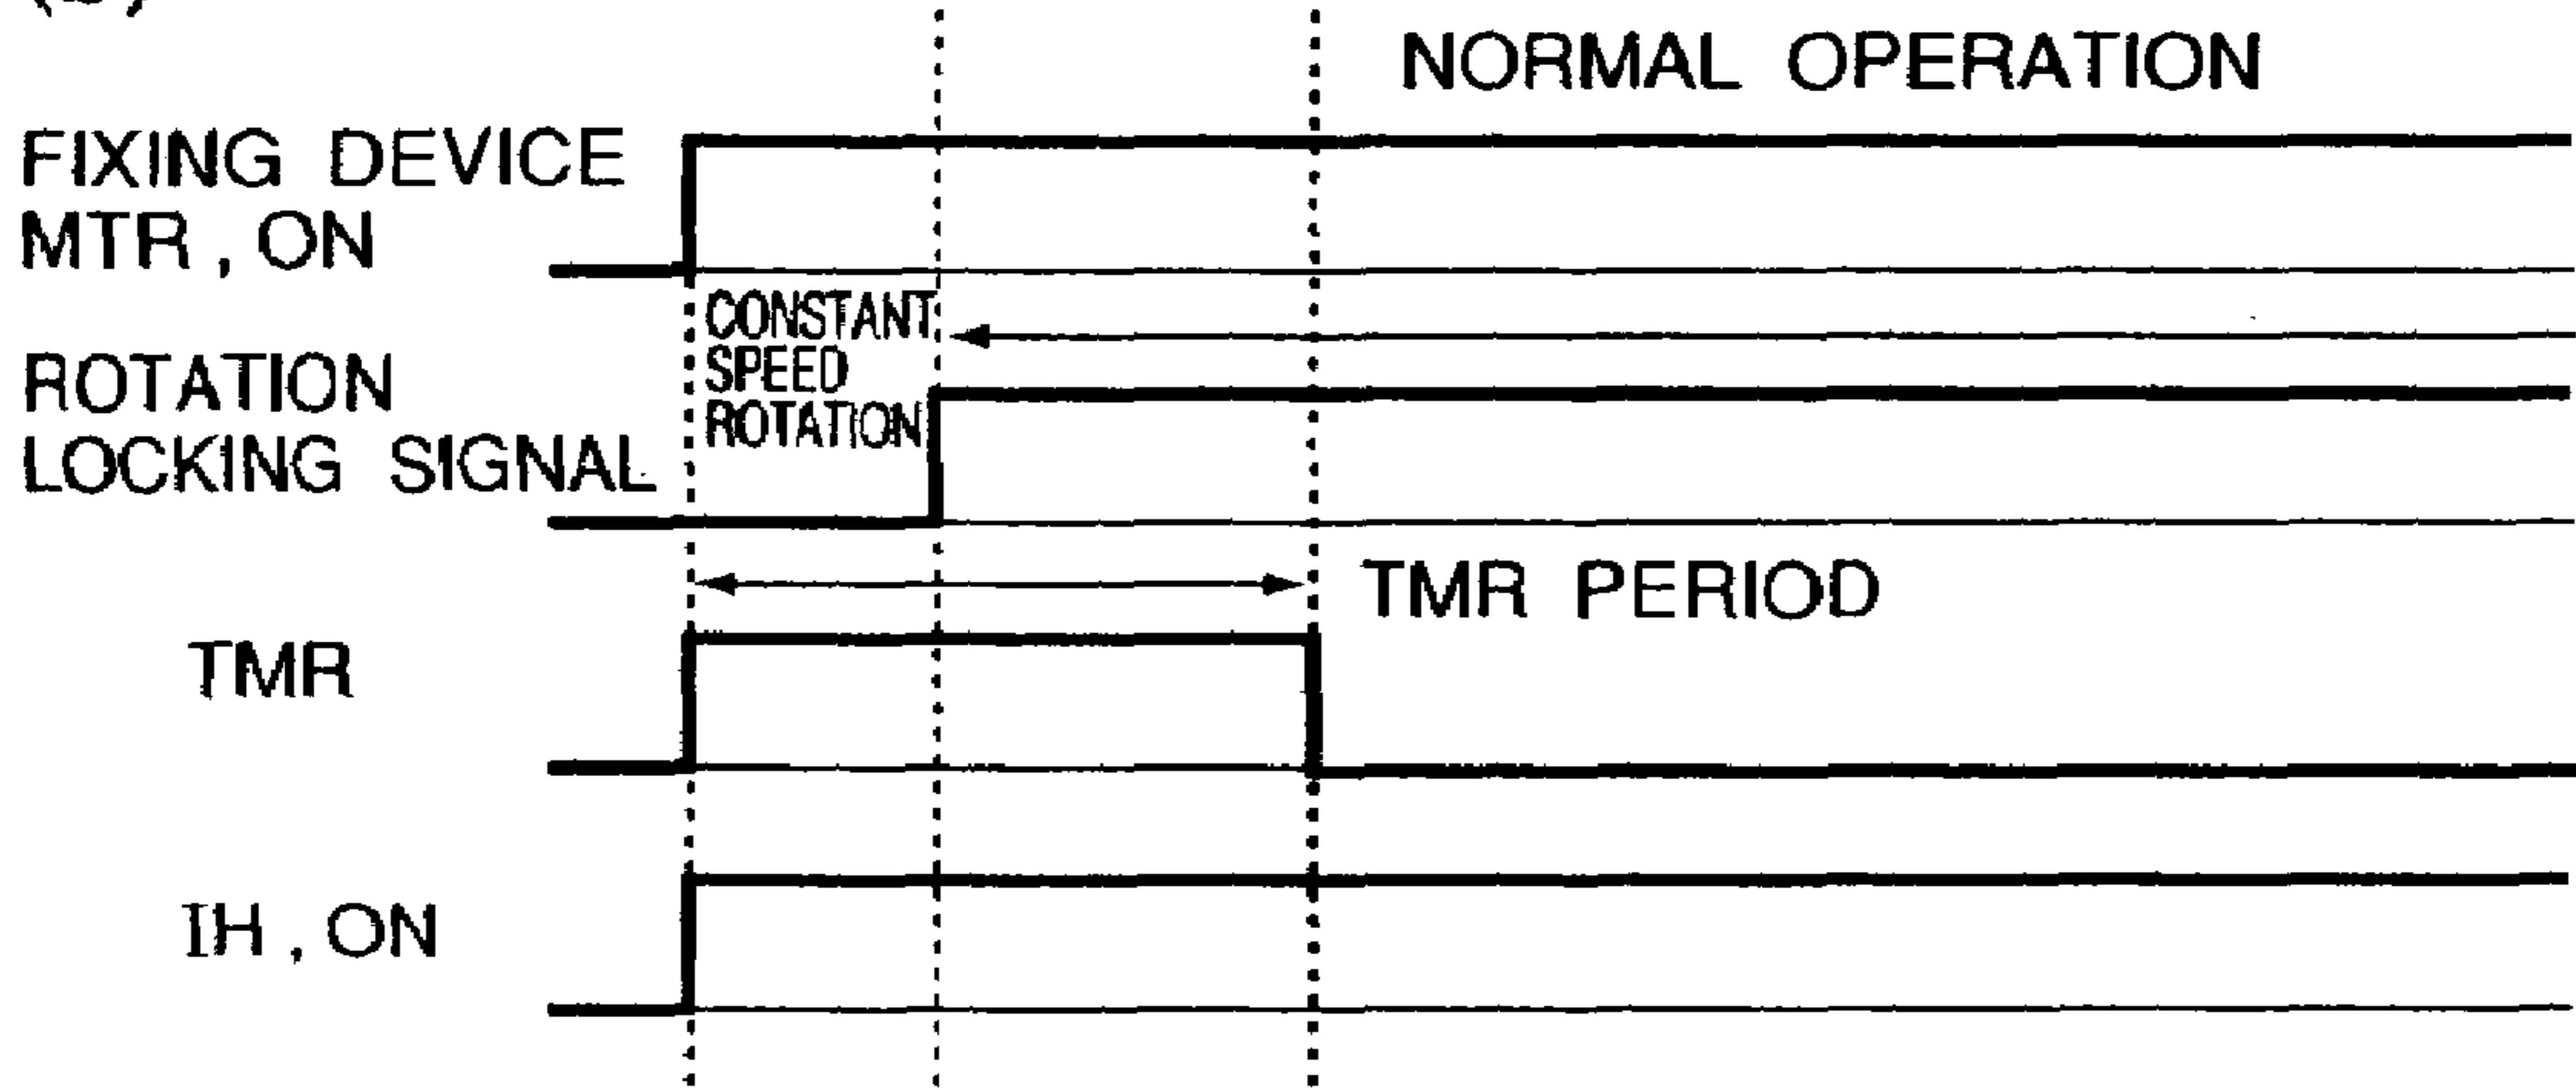 NORMAL OPERATION
FIXING DEVICE
MTR, ON
CONSTANT
SPEED
ROTATION
ROTATION
LOCKING SIGNAL
TMR PERIOD
TMR
IH, ON